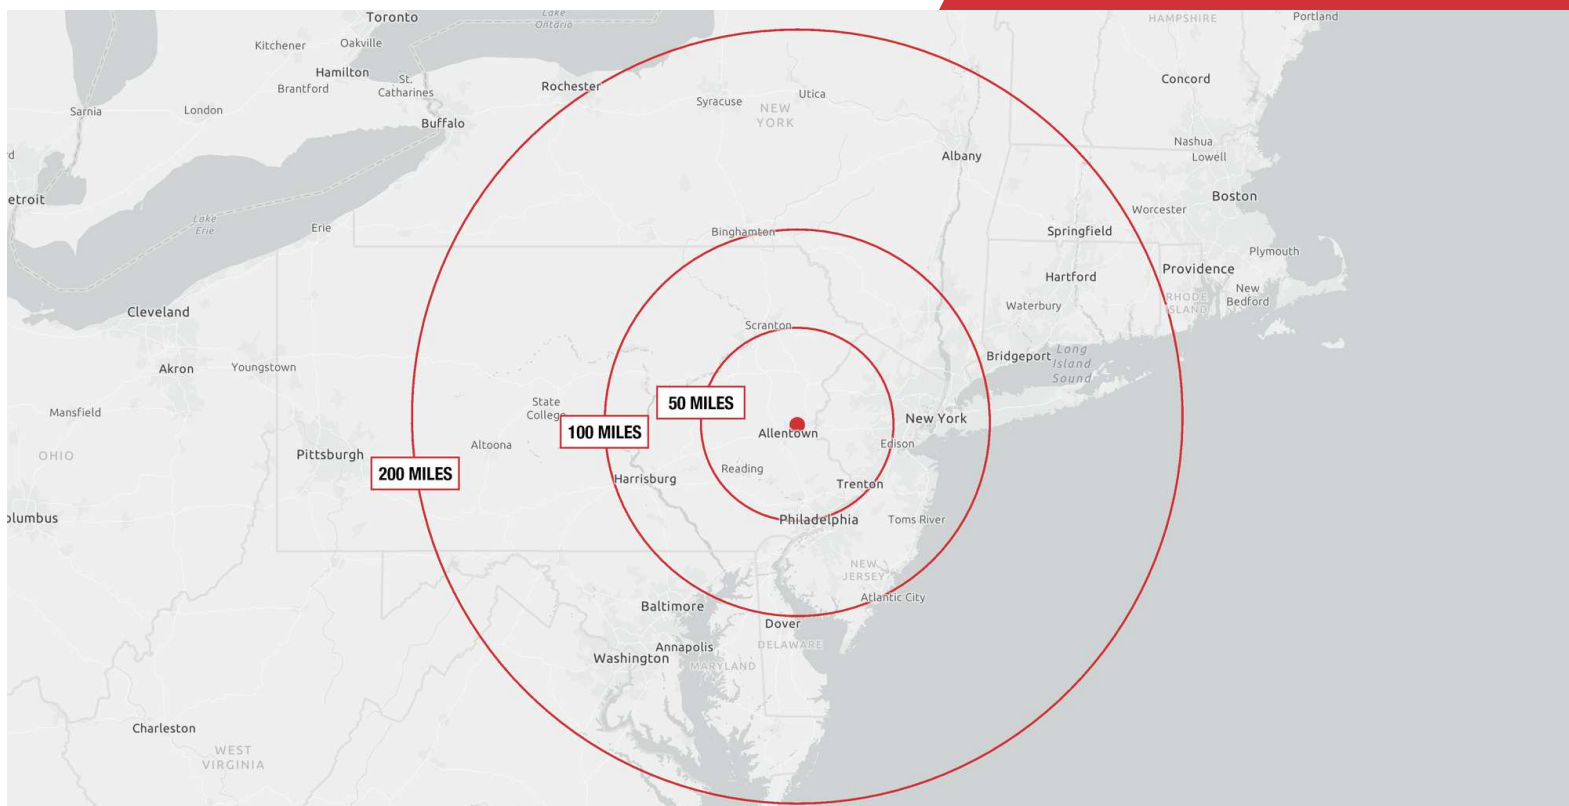 Toronto
Lake
Ontario
HAMPSHIRE
Portland
Kitchener
Oakville
Hamilton
St.
Catharines
Brantford
Rochester
Concord
Sarnia
London
Syracuse
Utica
NEW
YORK
Buffalo
Nashua
Lowell
Albany
etroit
Boston
Worcester
Lake
Erie
Erie
Binghamton
Springfield
Plymouth
Hartford
Providence
New
Bedford
RHODE
ISLAND
Waterbury
Cleveland
Scranton
Bridgeport
Long
Island
Sound
Akron
Youngstown
State
College
50 MILES
Mansfield
New York
100 MILES
Allentown
Edison
Altoona
Pittsburgh
OHIO
200 MILES
Harrisburg
Reading
Trenton
olumbus
Philadelphia
Toms River
NEW
JERSEY
Atlantic City
Baltimore
Dover
Annapolis
DELAWARE
Washington
MARYLAND
Charleston
WEST
VIRGINIA